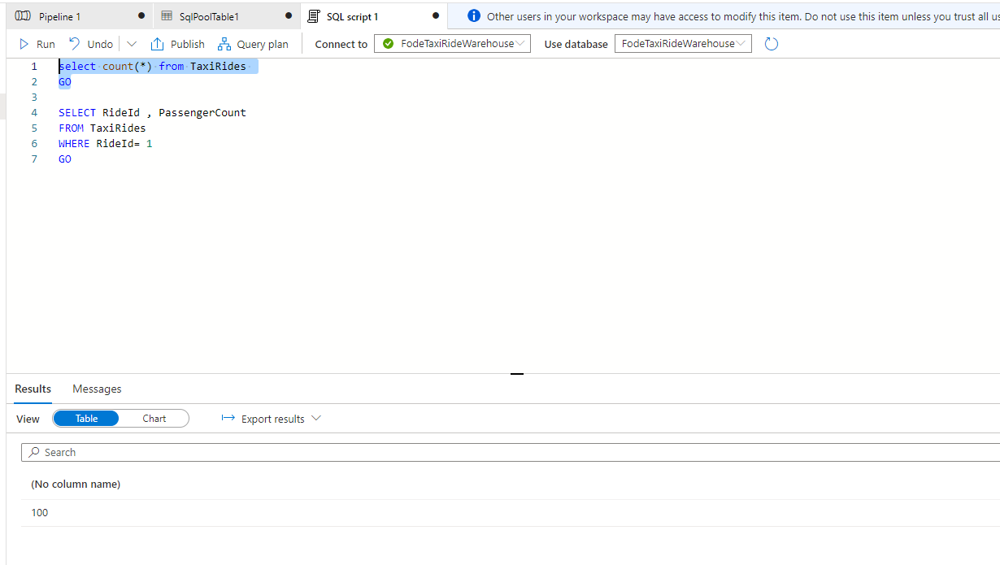 Pipeline 1
SqlPoolTable1
SQL script 1
Other users in your workspace may have access to modify this item. Do not use this item unless you trust all us
Run Undo Publish Query plan Connect to FodeTaxiRideWarehouse Use database FodeTaxiRideWarehouse
1 select count(*) from TaxiRides
2 GO
3
4 SELECT RideId , PassengerCount
5 FROM TaxiRides
6 WHERE RideId= 1
7 GO
Results Messages
View Table Chart Export results
Search
(No column name)
100